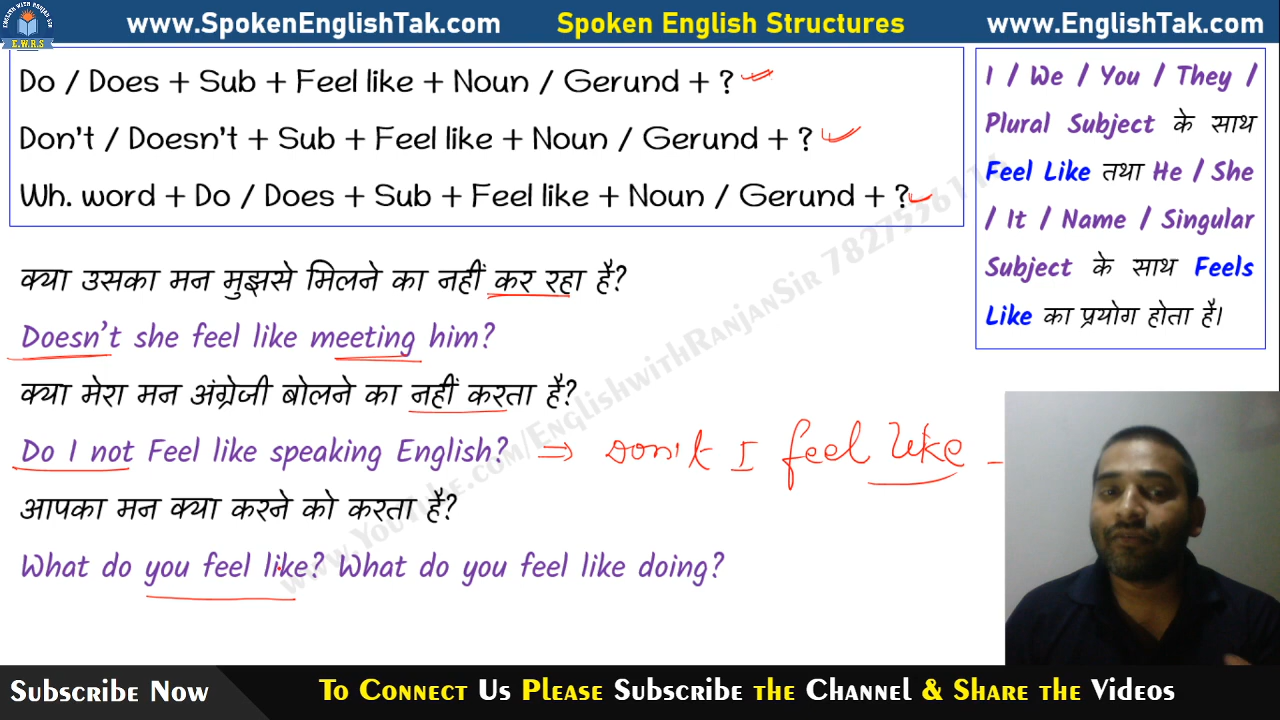 ENGLISH WITH RANJAN SIR
E.W.R.S
www.SpokenEnglishTak.com Spoken English Structures www.EnglishTak.com
Do / Does + Sub + Feel like + Noun / Gerund + ?
Don't / Doesn't + Sub + Feel like + Noun / Gerund + ?
Wh. word + Do / Does + Sub + Feel like + Noun / Gerund + ?
I / We / You / They /
Plural Subject के साथ
Feel Like तथा He / She
/ It / Name / Singular
Subject के साथ Feels
Like का प्रयोग होता है।
क्या उसका मन मुझसे मिलने का नहीं कर रहा है?
Doesn't she feel like meeting him?
क्या मेरा मन अंग्रेजी बोलने का नहीं करता है?
Do I not Feel like speaking English? ⇒ Don't I feel like –
आपका मन क्या करने को करता है?
What do you feel like? What do you feel like doing?
Subscribe Now
To Connect Us Please Subscribe the Channel & Share the Videos